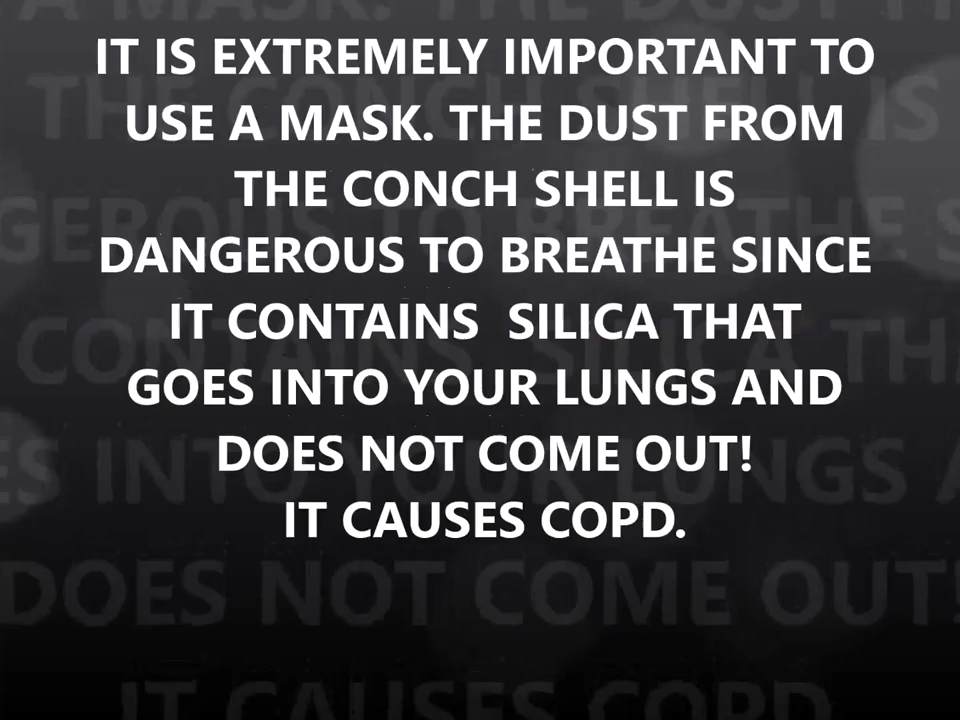 IT IS EXTREMELY IMPORTANT TO
USE A MASK. THE DUST FROM
THE CONCH SHELL IS
DANGEROUS TO BREATHE SINCE
IT CONTAINS  SILICA THAT
GOES INTO YOUR LUNGS AND
DOES NOT COME OUT!
IT CAUSES COPD.